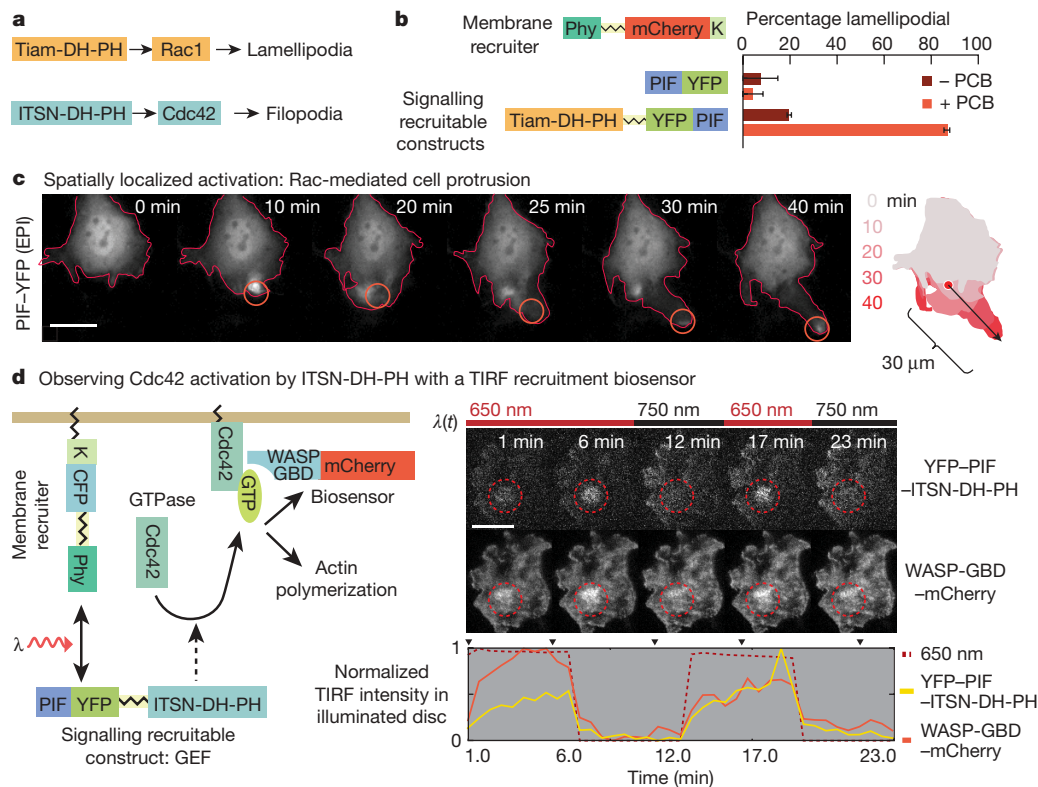 a
Tiam-DH-PH Rac1 Lamellipodia
ITSN-DH-PH Cdc42 Filopodia
b
Membrane
recruiter
Phy mCherry K
PIF YFP
Signalling
recruitable
constructs
Tiam-DH-PH YFP PIF
Percentage lamellipodial
0 20 40 60 80 100
– PCB
+ PCB
c Spatially localized activation: Rac-mediated cell protrusion
PIF–YFP (EPI)
0 min 10 min 20 min 25 min 30 min 40 min
0 min
10
20
30
40
30 μm
d Observing Cdc42 activation by ITSN-DH-PH with a TIRF recruitment biosensor
Membrane
recruiter
K
CFP
Phy
λ
GTPase
Cdc42
Cdc42
GTP
WASP
GBD
mCherry
Biosensor
Actin
polymerization
PIF YFP ITSN-DH-PH
Signalling recruitable
construct: GEF
λ(t)
650 nm 750 nm 650 nm 750 nm
1 min 6 min 12 min 17 min 23 min
YFP–PIF
–ITSN-DH-PH
WASP-GBD
–mCherry
Normalized
TIRF intensity in
illuminated disc
1
0
1.0 6.0 12.0 17.0 23.0
Time (min)
650 nm
YFP–PIF
–ITSN-DH-PH
WASP-GBD
–mCherry